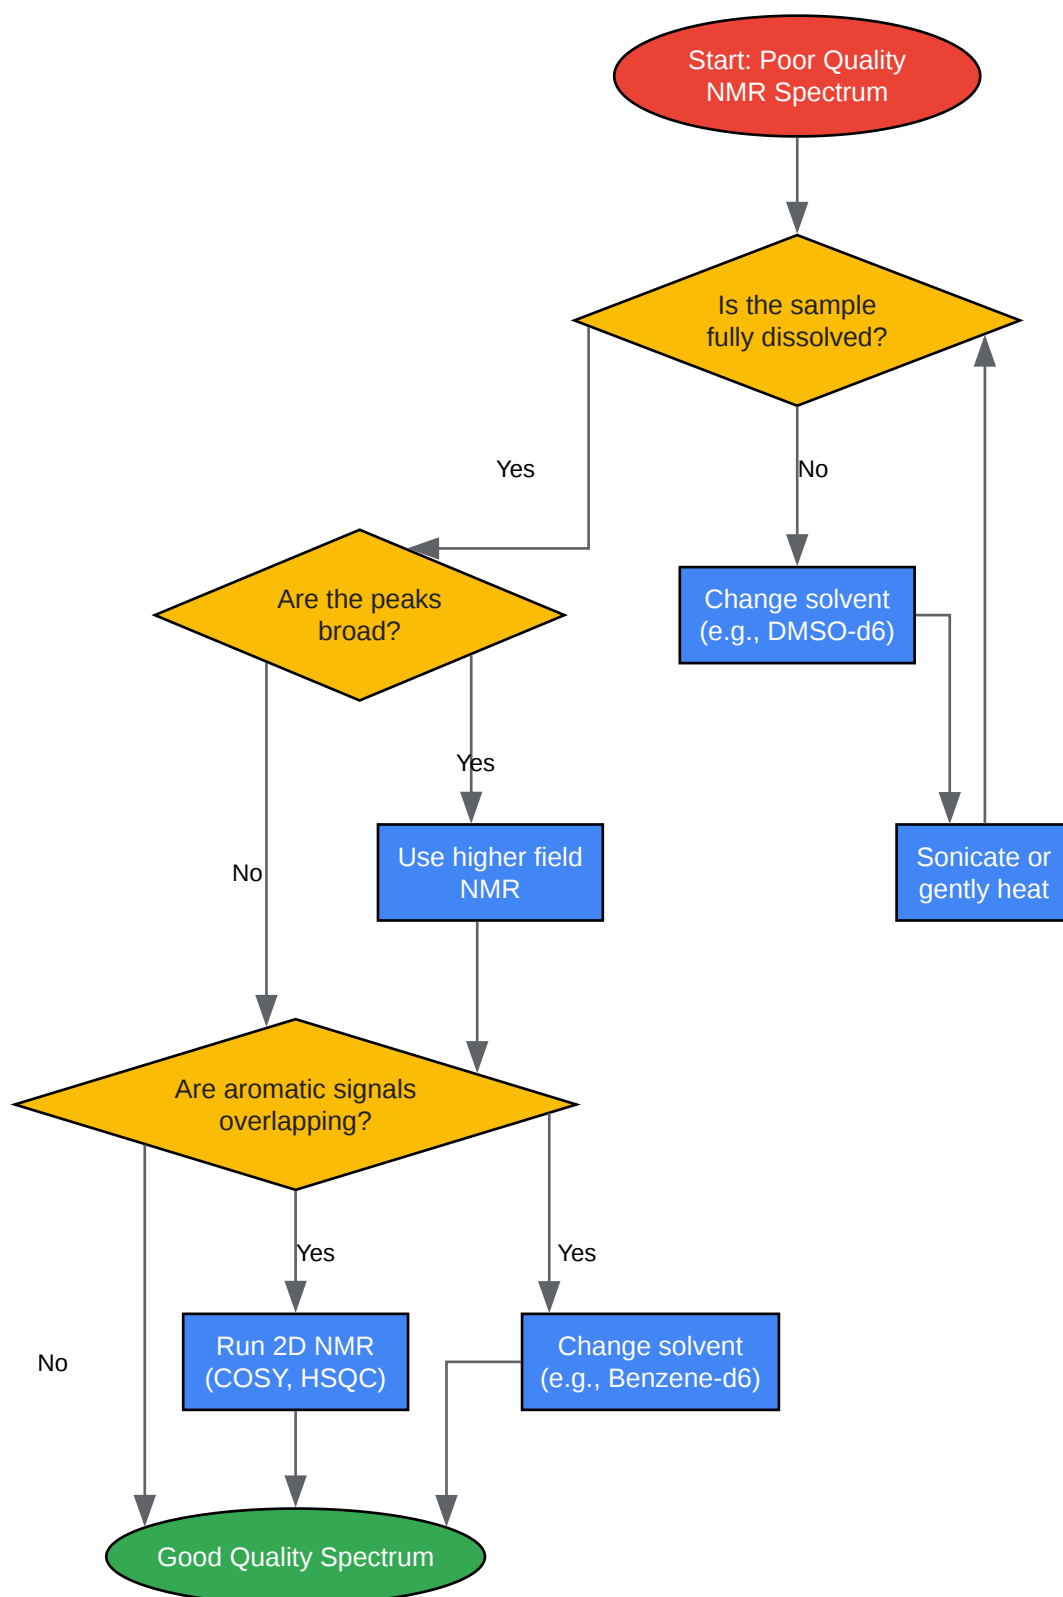 Start: Poor Quality
NMR Spectrum
Is the sample
fully dissolved?
Yes
No
Are the peaks
broad?
Change solvent
(e.g., DMSO-d6)
Yes
No
Use higher field
NMR
Sonicate or
gently heat
Are aromatic signals
overlapping?
Yes
Yes
No
Run 2D NMR
(COSY, HSQC)
Change solvent
(e.g., Benzene-d6)
Good Quality Spectrum